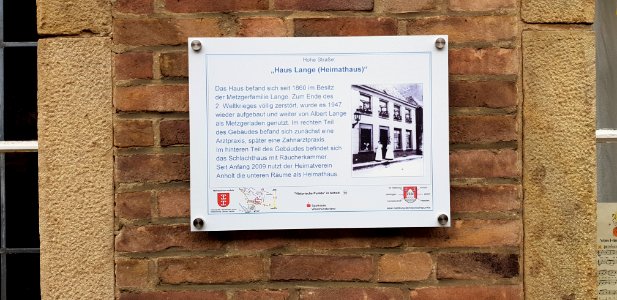 Hohe Straße:
„Haus Lange (Heimathaus)“
Das Haus befand sich seit 1860 im Besitz
der Metzgerfamilie Lange. Zum Ende des
2. Weltkrieges völlig zerstört, wurde es 1947
wieder aufgebaut und weiter von Albert Lange
als Metzgerladen genutzt. Im rechten Teil
des Gebäudes befand sich zunächst eine
Arztpraxis, später eine Zahnarztpraxis.
Im hinteren Teil des Gebäudes befindet sich
das Schlachthaus mit Räucherkammer.
Seit Anfang 2009 nutzt der Heimatverein
Anholt die unteren Räume als Heimathaus.